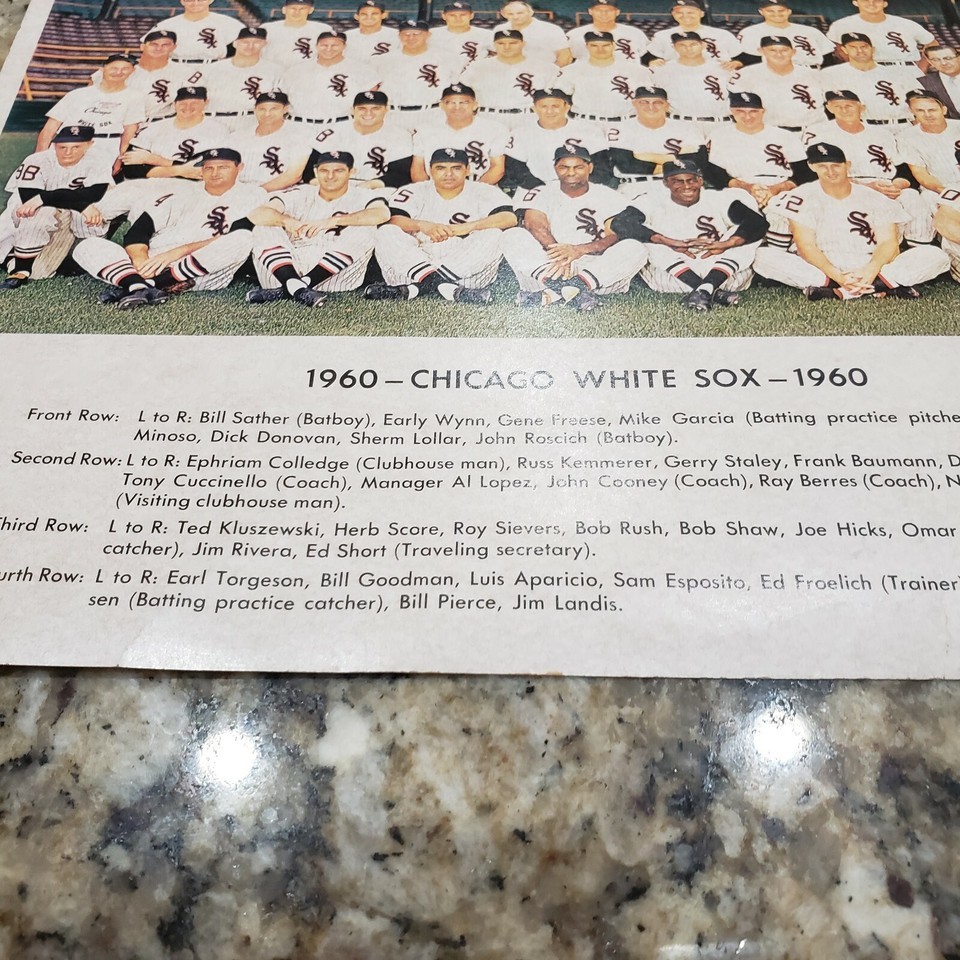 1960 – CHICAGO WHITE SOX – 1960
Front Row: L to R: Bill Sather (Batboy), Early Wynn, Gene Freese, Mike Garcia (Batting practice pitche
Minoso, Dick Donovan, Sherm Lollar, John Roscich (Batboy).
Second Row: L to R: Ephriam Colledge (Clubhouse man), Russ Kemmerer, Gerry Staley, Frank Baumann, D
Tony Cuccinello (Coach), Manager Al Lopez, John Cooney (Coach), Ray Berres (Coach), N
(Visiting clubhouse man).
Third Row: L to R: Ted Kluszewski, Herb Score, Roy Sievers, Bob Rush, Bob Shaw, Joe Hicks, Omar
catcher), Jim Rivera, Ed Short (Traveling secretary).
urth Row: L to R: Earl Torgeson, Bill Goodman, Luis Aparicio, Sam Esposito, Ed Froelich (Trainer)
sen (Batting practice catcher), Bill Pierce, Jim Landis.